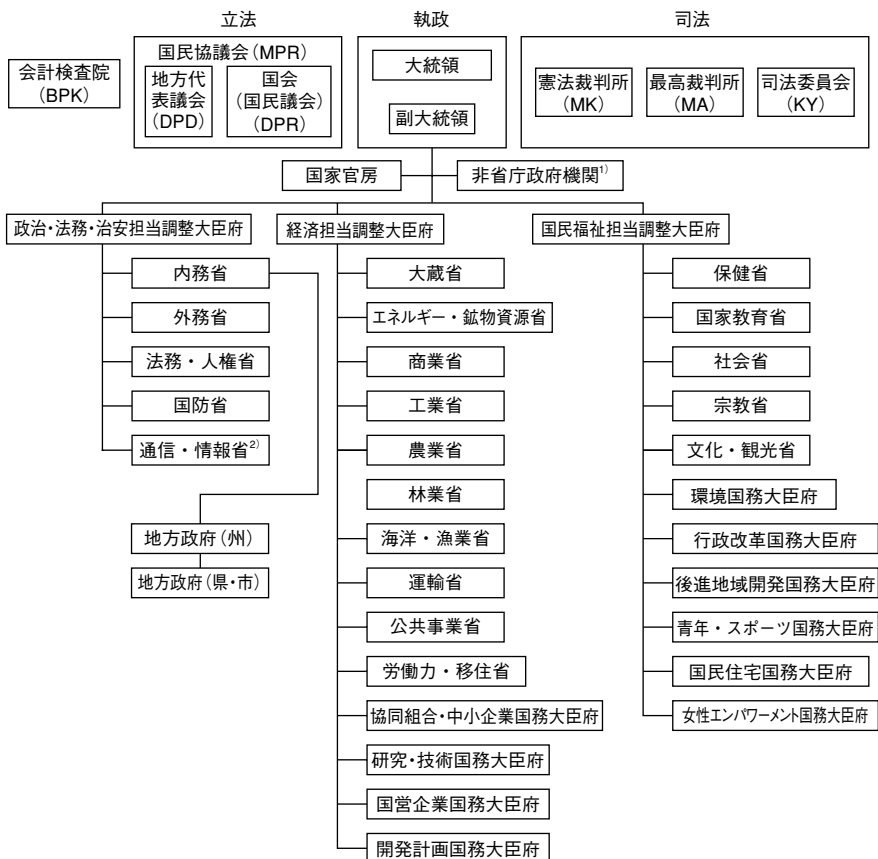 立法
執政
司法
会計検査院
(BPK)
国民協議会(MPR)
地方代
表議会
(DPD)
国会
(国民議会)
(DPR)
大統領
副大統領
憲法裁判所
(MK)
最高裁判所
(MA)
司法委員会
(KY)
国家官房
非省庁政府機関1)
政治・法務・治安担当調整大臣府
経済担当調整大臣府
国民福祉担当調整大臣府
内務省
外務省
法務・人権省
国防省
通信・情報省2)
地方政府(州)
地方政府(県・市)
大蔵省
エネルギー・鉱物資源省
商業省
工業省
農業省
林業省
海洋・漁業省
運輸省
公共事業省
労働力・移住省
協同組合・中小企業国務大臣府
研究・技術国務大臣府
国営企業国務大臣府
開発計画国務大臣府
保健省
国家教育省
社会省
宗教省
文化・観光省
環境国務大臣府
行政改革国務大臣府
後進地域開発国務大臣府
青年・スポーツ国務大臣府
国民住宅国務大臣府
女性エンパワーメント国務大臣府